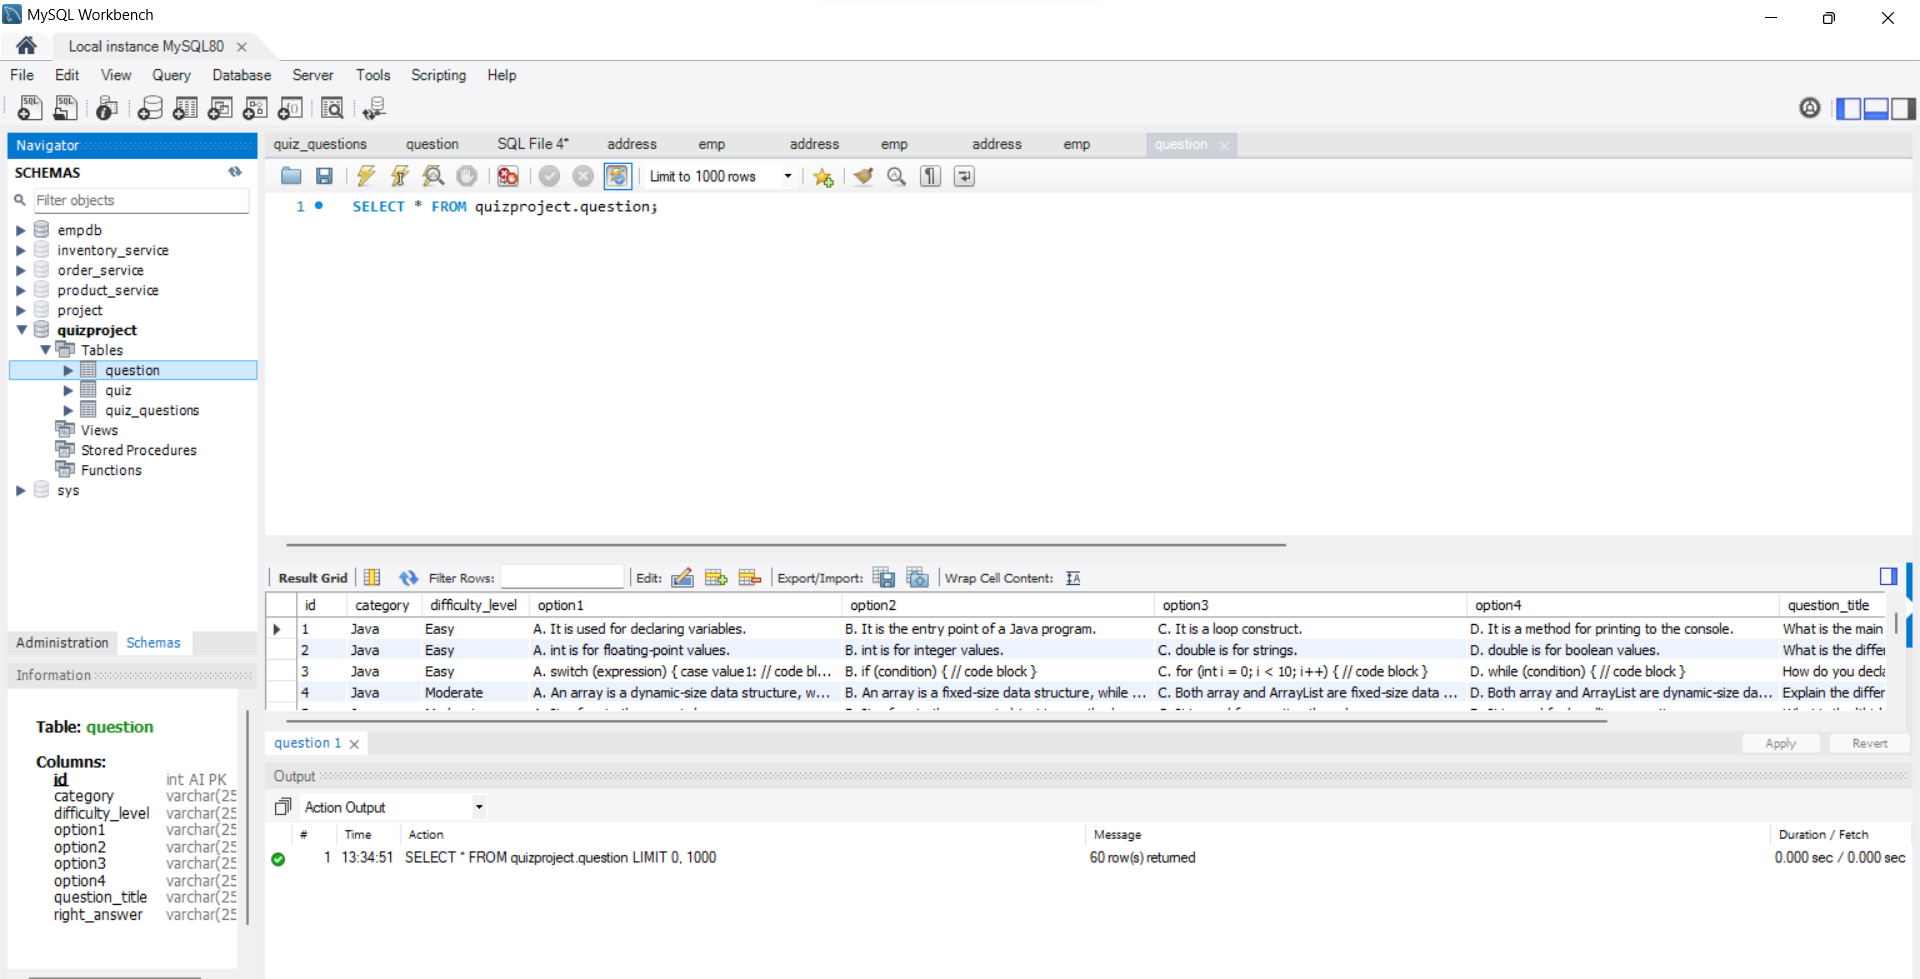 MySQL Workbench
Local instance MySQL80
File Edit View Query Database Server Tools Scripting Help
Navigator
SCHEMAS
Filter objects
empdb
inventory_service
order_service
product_service
project
quizproject
Tables
question
quiz
quiz_questions
Views
Stored Procedures
Functions
sys
Administration Schemas
Information
Table: question
Columns:
id int AI PK
category varchar(25
difficulty_level varchar(25
option1 varchar(25
option2 varchar(25
option3 varchar(25
option4 varchar(25
question_title varchar(25
right_answer varchar(25
quiz_questions question SQL File 4* address emp address emp address emp question
Limit to 1000 rows
1 SELECT * FROM quizproject.question;
Result Grid Filter Rows: Edit: Export/Import: Wrap Cell Content:
id category difficulty_level option1 option2 option3 option4 question_title
1 Java Easy A. It is used for declaring variables. B. It is the entry point of a Java program. C. It is a loop construct. D. It is a method for printing to the console. What is the main
2 Java Easy A. int is for floating-point values. B. int is for integer values. C. double is for strings. D. double is for boolean values. What is the differ
3 Java Easy A. switch (expression) { case value1: // code bl... B. if (condition) { // code block } C. for (int i = 0; i < 10; i++) { // code block } D. while (condition) { // code block } How do you decla
4 Java Moderate A. An array is a dynamic-size data structure, w... B. An array is a fixed-size data structure, while ... C. Both array and ArrayList are fixed-size data ... D. Both array and ArrayList are dynamic-size da... Explain the differ
question 1 Apply Revert
Output
Action Output
# Time Action Message Duration / Fetch
1 13:34:51 SELECT * FROM quizproject.question LIMIT 0, 1000 60 row(s) returned 0.000 sec / 0.000 sec